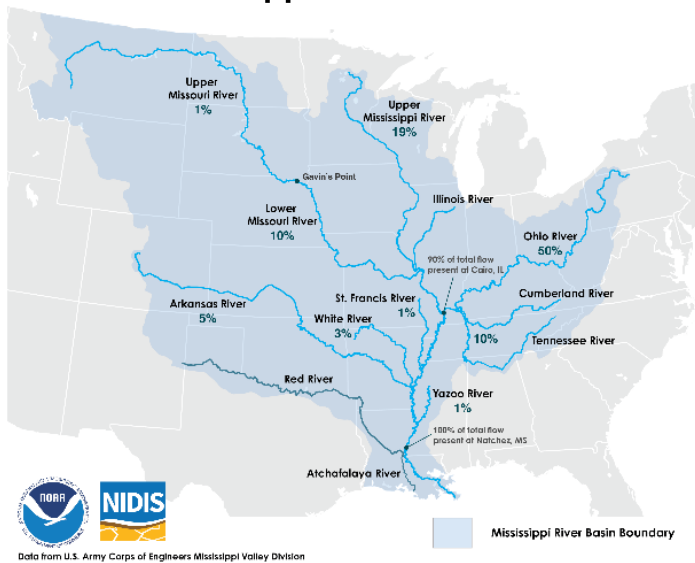 Upper
Missouri River
1%
Upper
Mississippi River
19%
Gavin's Point
Illinois River
Lower
Missouri River
10%
Ohio River
50%
90% of total flow
present at Cairo, IL
Cumberland River
Arkansas River
5%
St. Francis River
1%
White River
3%
10%
Tennessee River
Red River
Yazoo River
1%
100% of total flow
present at Natchez, MS
Atchafalaya River
NOAA
NIDIS
Mississippi River Basin Boundary
Data from U.S. Army Corps of Engineers Mississippi Valley Division